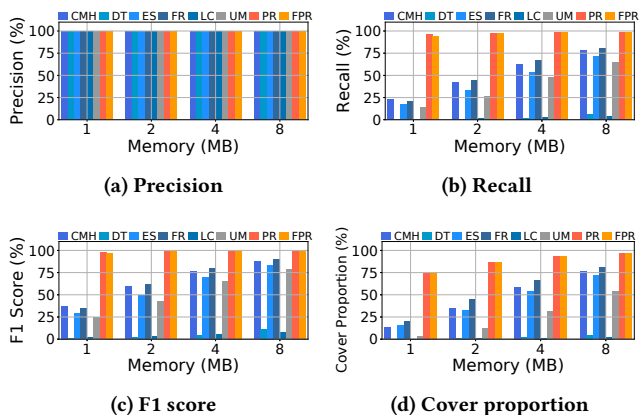 CMH DT ES FR LC UM PR FPR
100
75
50
25
0
Precision (%)
1 2 4 8
Memory (MB)
(a) Precision
CMH DT ES FR LC UM PR FPR
100
75
50
25
0
Recall (%)
1 2 4 8
Memory (MB)
(b) Recall
CMH DT ES FR LC UM PR FPR
100
75
50
25
0
F1 Score (%)
1 2 4 8
Memory (MB)
(c) F1 score
CMH DT ES FR LC UM PR FPR
100
75
50
25
0
Cover Proportion (%)
1 2 4 8
Memory (MB)
(d) Cover proportion